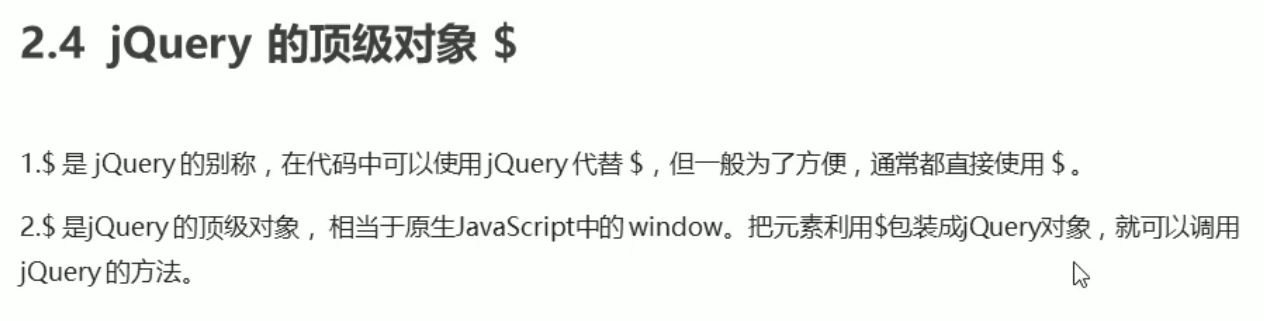 2.4 jQuery 的顶级对象 $
1.$ 是 jQuery 的别称，在代码中可以使用 jQuery 代替 $，但一般为了方便，通常都直接使用 $ 。
2.$ 是jQuery 的顶级对象， 相当于原生JavaScript中的 window。把元素利用$包装成jQuery对象，就可以调用
jQuery 的方法。